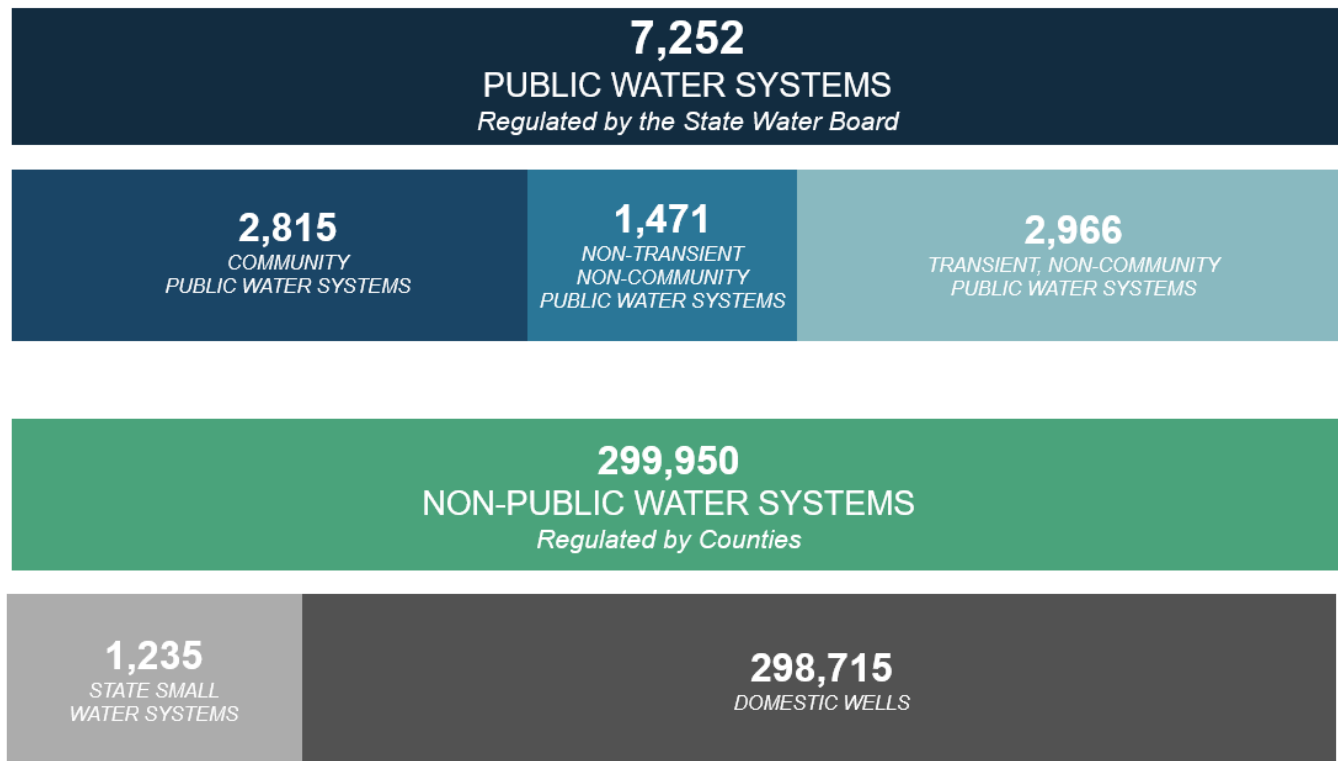 7,252
PUBLIC WATER SYSTEMS
Regulated by the State Water Board
2,815
COMMUNITY
PUBLIC WATER SYSTEMS
1,471
NON-TRANSIENT
NON-COMMUNITY
PUBLIC WATER SYSTEMS
2,966
TRANSIENT, NON-COMMUNITY
PUBLIC WATER SYSTEMS
299,950
NON-PUBLIC WATER SYSTEMS
Regulated by Counties
1,235
STATE SMALL
WATER SYSTEMS
298,715
DOMESTIC WELLS